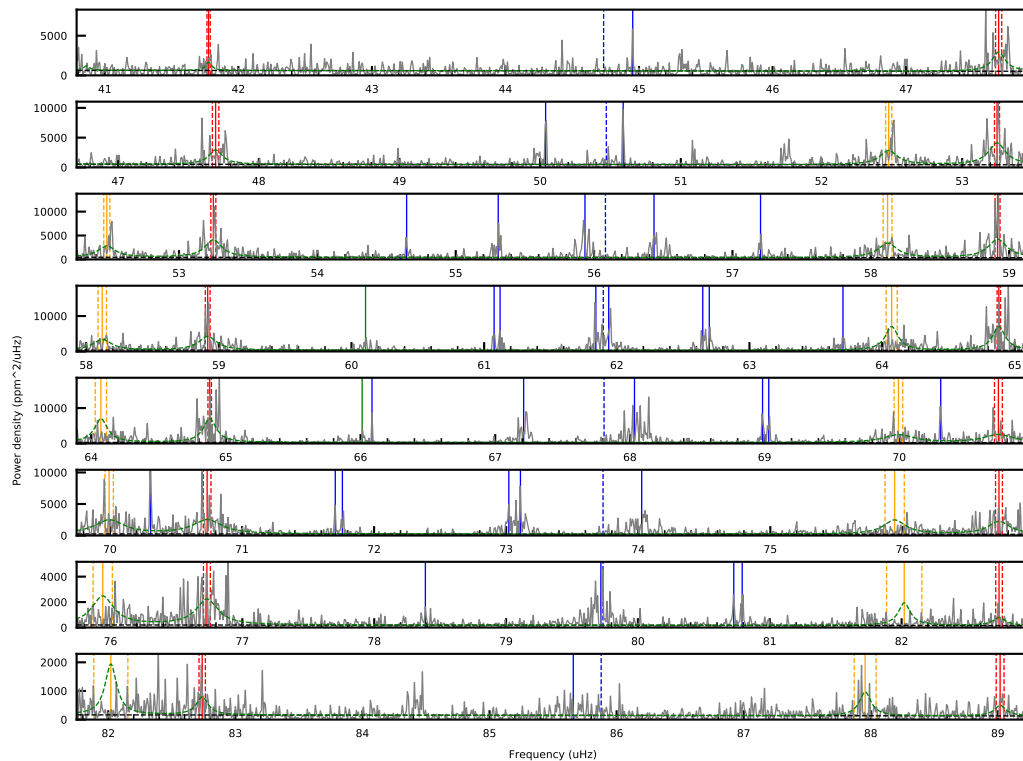 5000
0
41 42 43 44 45 46 47
10000
5000
0
47 48 49 50 51 52 53
10000
5000
0
53 54 55 56 57 58 59
10000
0
58 59 60 61 62 63 64 65
10000
0
64 65 66 67 68 69 70
10000
5000
0
70 71 72 73 74 75 76
4000
2000
0
76 77 78 79 80 81 82
2000
1000
0
82 83 84 85 86 87 88 89
Power density (ppm^2/uHz)
Frequency (uHz)